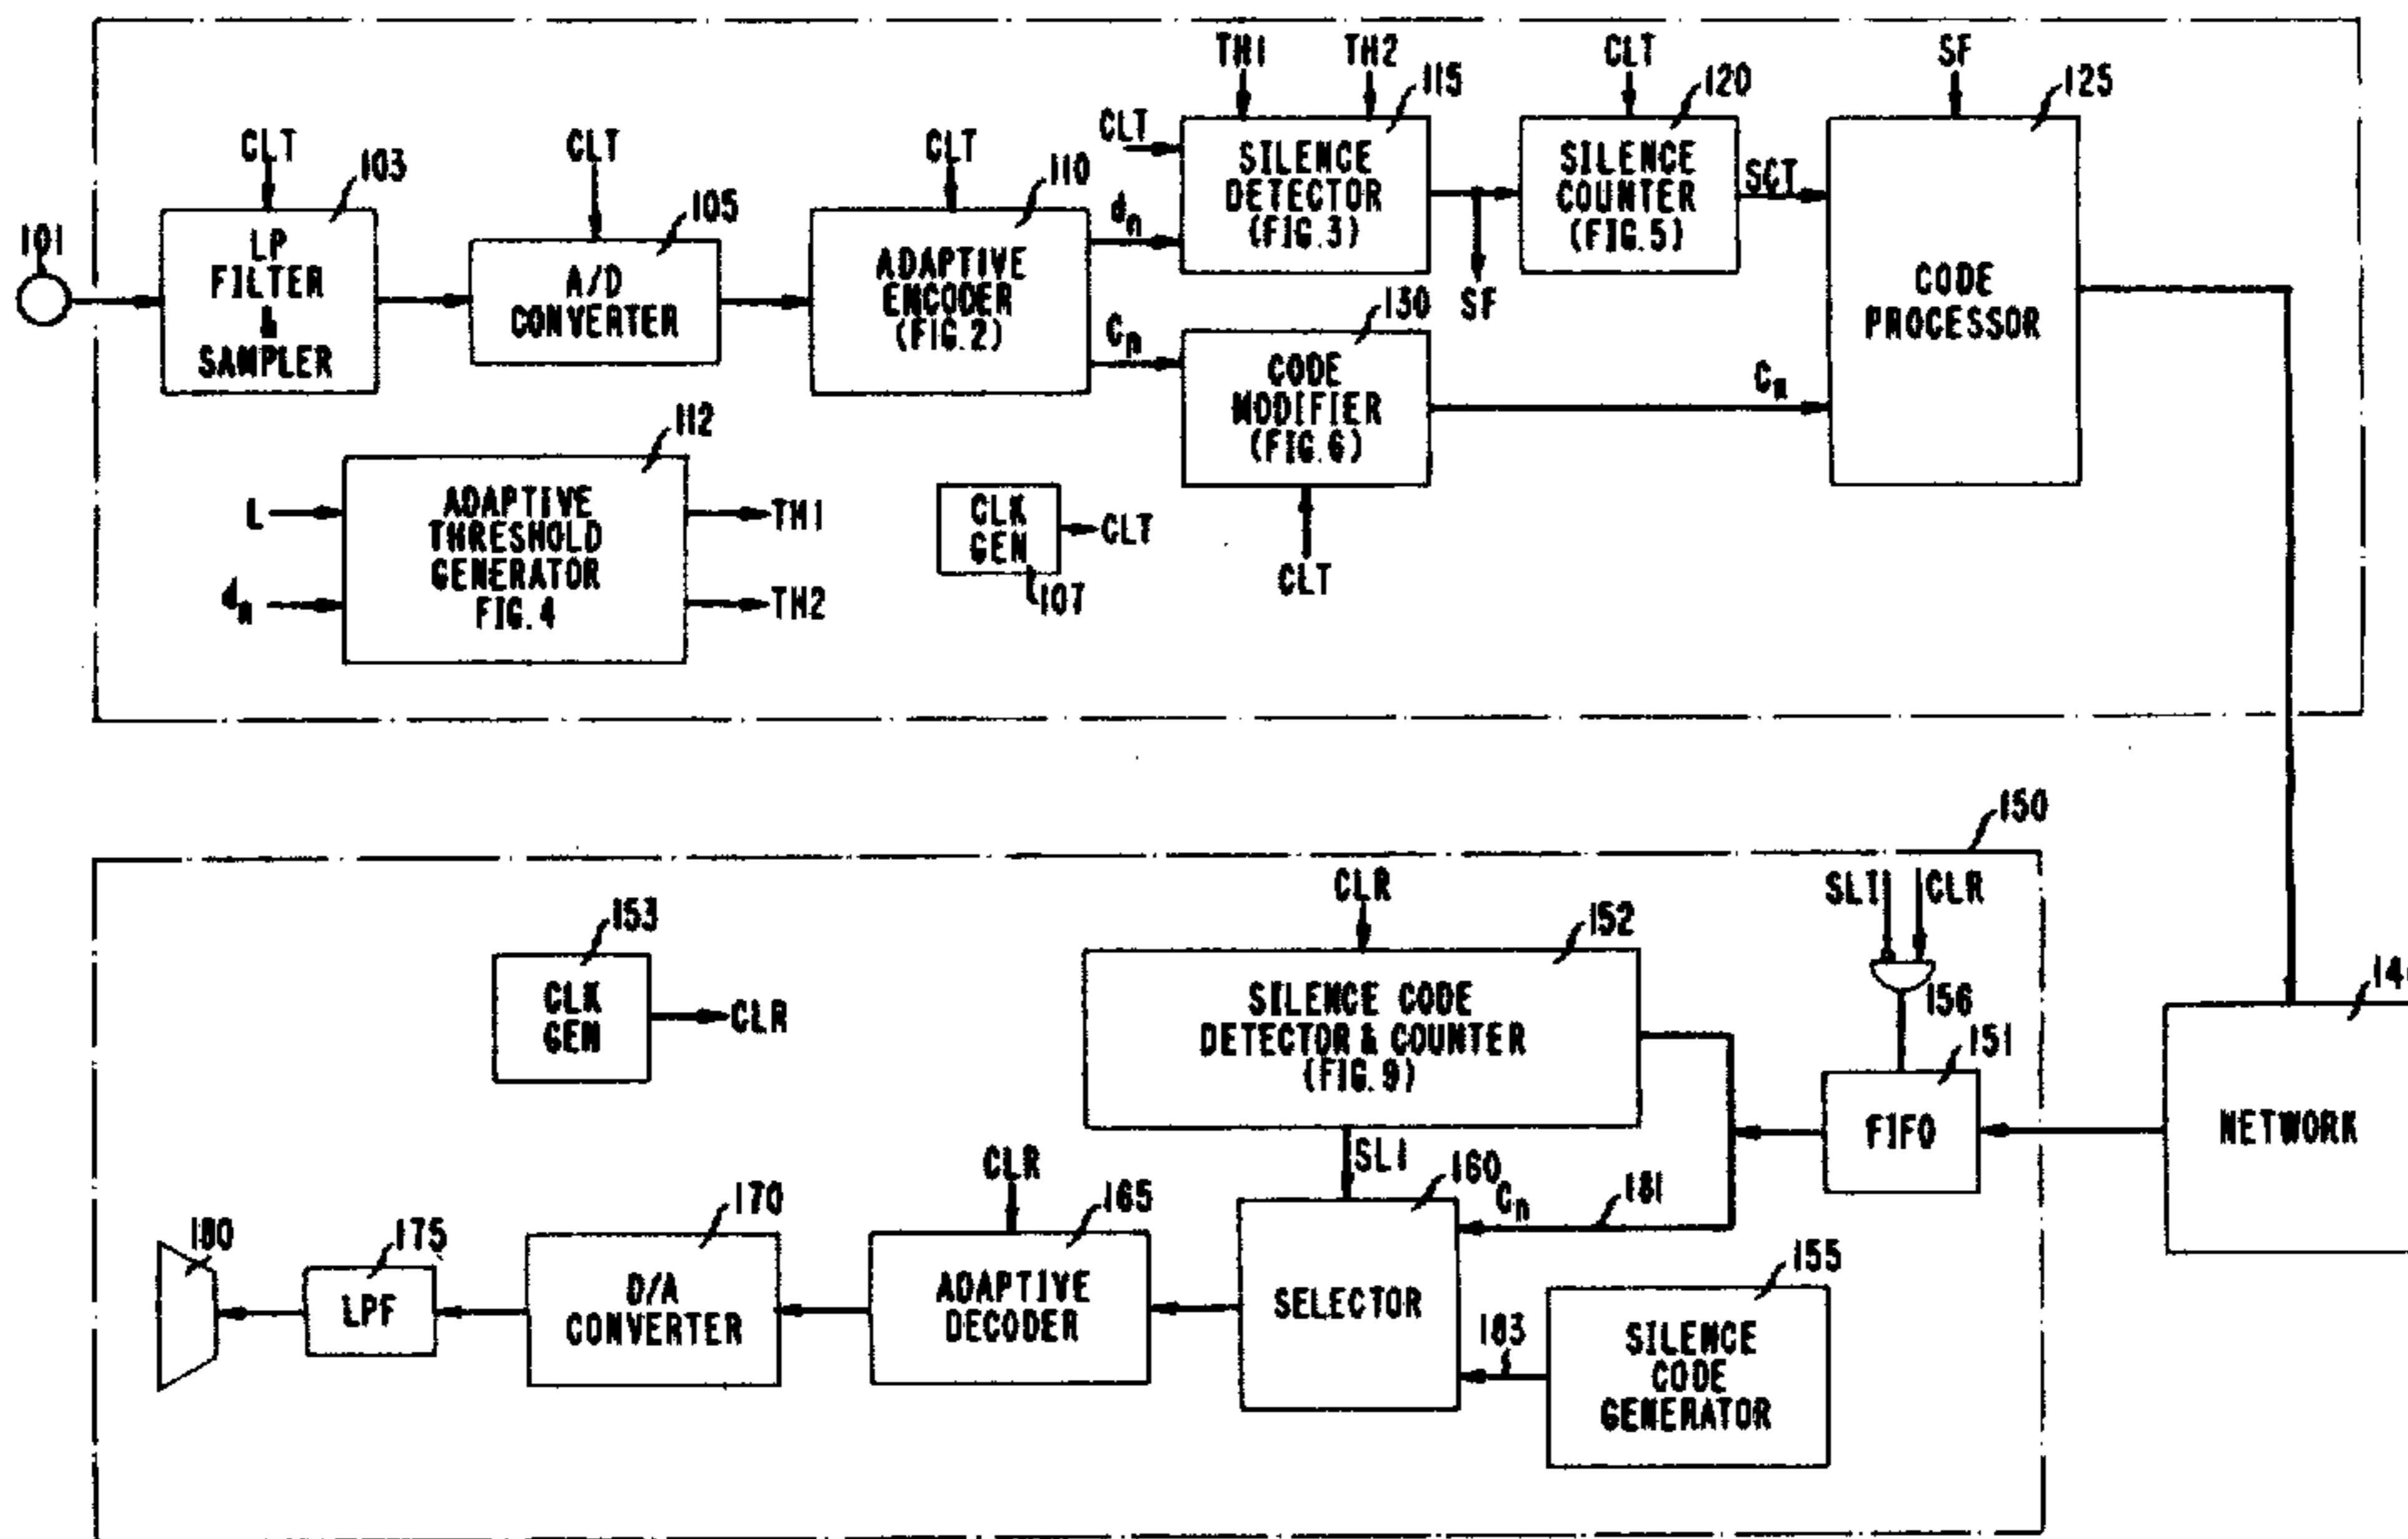 TH1
TH2
CLT
SF
115
120
125
CLT
CLT
CLT
103
105
110
CLT
101
LP
FILTER
&
SAMPLER
A/D
CONVERTER
ADAPTIVE
ENCODER
(FIG.2)
dn
Cn
SILENCE
DETECTOR
(FIG.3)
SF
SILENCE
COUNTER
(FIG.5)
SCT
CODE
PROCESSOR
130
CODE
MODIFIER
(FIG.6)
Cn
CLT
112
L
dn
ADAPTIVE
THRESHOLD
GENERATOR
FIG.4
TH1
TH2
CLK
GEN
CLT
107
150
SLI
CLR
156
153
CLK
GEN
CLR
CLR
152
SILENCE CODE
DETECTOR & COUNTER
(FIG.9)
151
FIFO
NETWORK
SLI
160
Cn
181
SELECTOR
155
183
SILENCE
CODE
GENERATOR
CLR
165
ADAPTIVE
DECODER
170
D/A
CONVERTER
175
LPF
180